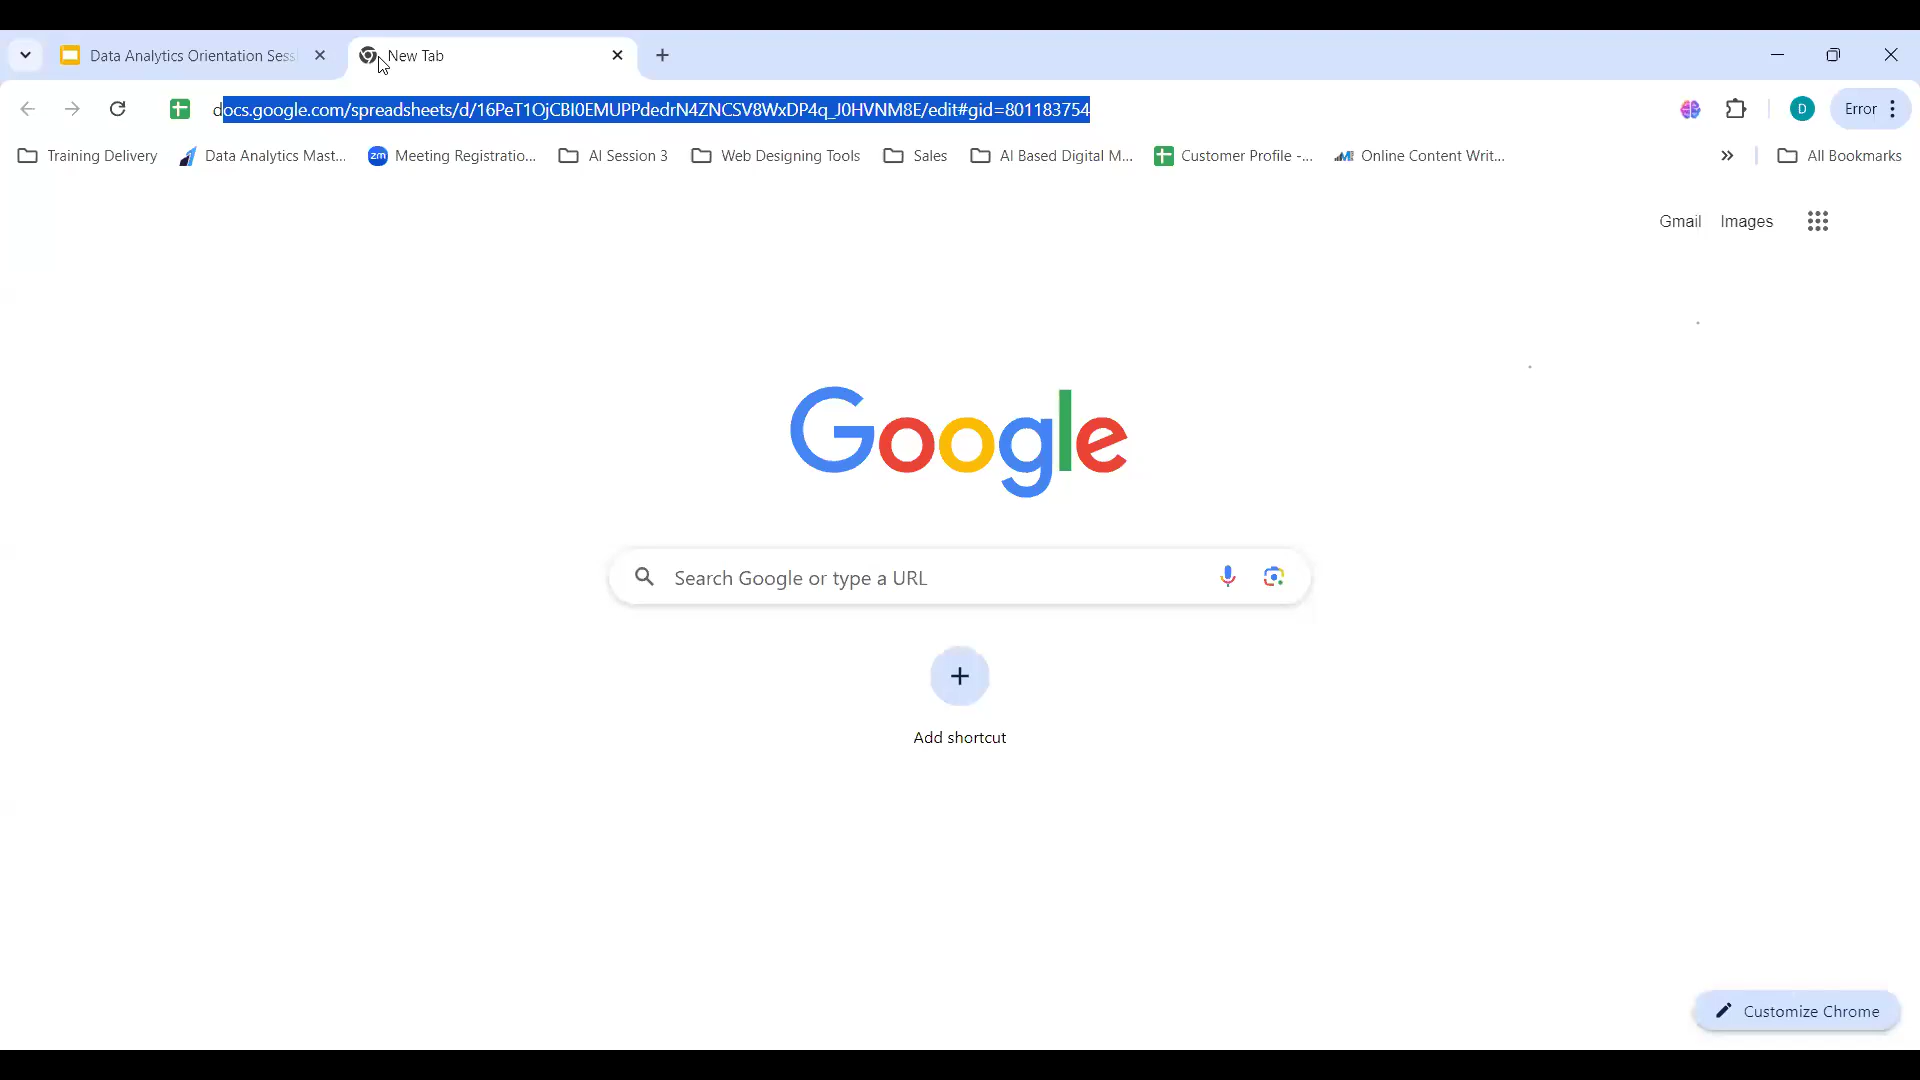 Data Analytics Orientation Sess
New Tab
docs.google.com/spreadsheets/d/16PeT1OjCBI0EMUPPdedrN4ZNCSV8WxDP4q_J0HVNM8E/edit#gid=801183754
D
Error
Training Delivery
Data Analytics Mast...
zm
Meeting Registratio...
AI Session 3
Web Designing Tools
Sales
AI Based Digital M...
Customer Profile -...
Online Content Writ...
All Bookmarks
Gmail
Images
Google
Search Google or type a URL
Add shortcut
Customize Chrome